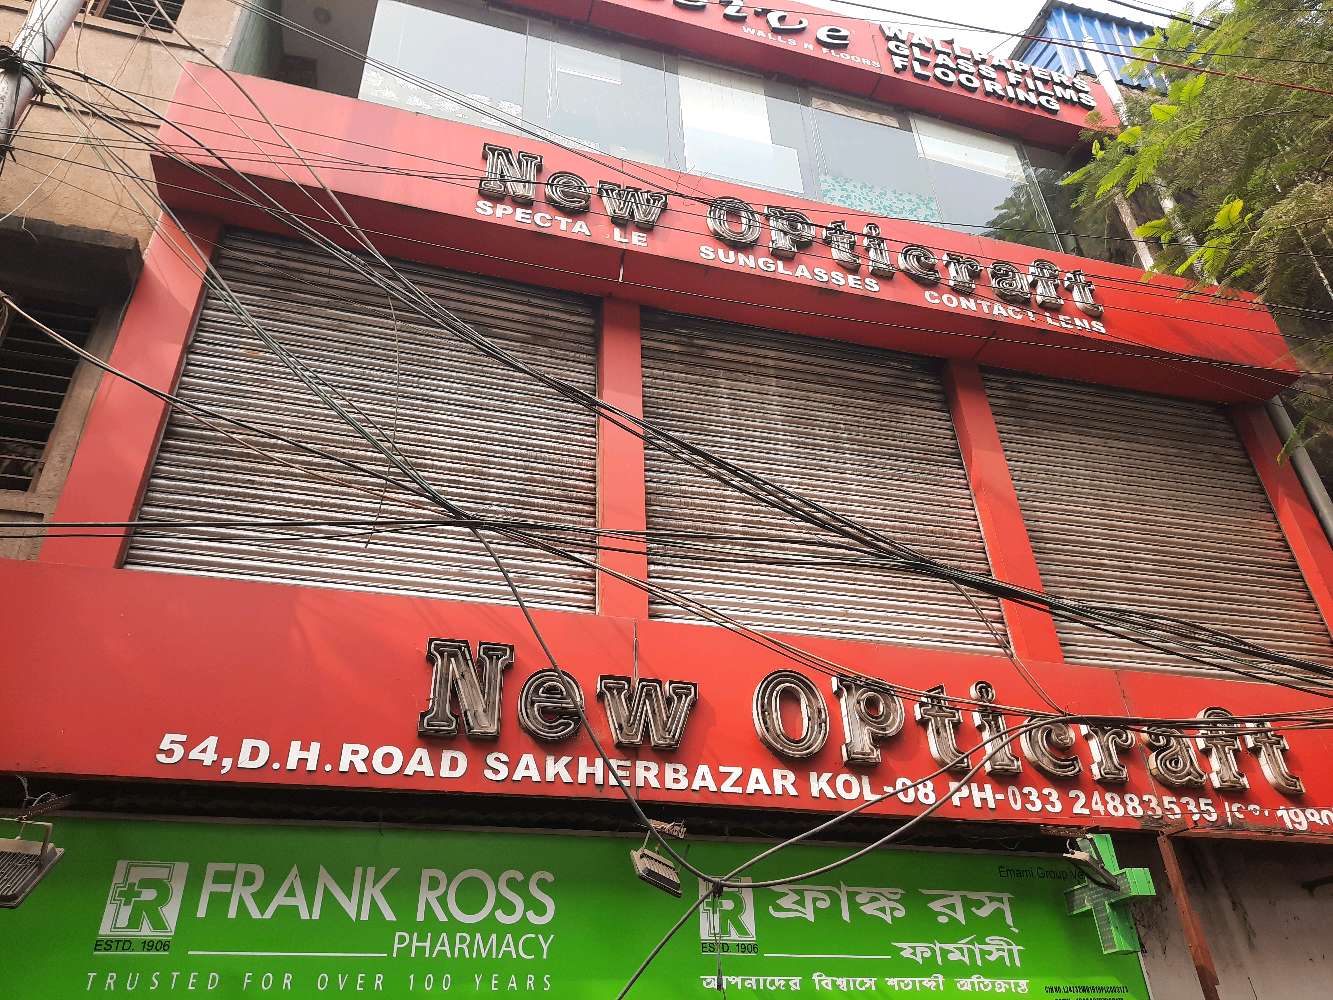 WALLS N FLOORS
WALLPAPERS
GLASS FILMS
FLOORING
New Opticraft
SPECTA LE SUNGLASSES CONTACT LENS
New Opticraft
54,D.H.ROAD SAKHERBAZAR KOL-08 PH-033 24883535
FRANK ROSS
PHARMACY
ESTD. 1906
TRUSTED FOR OVER 100 YEARS
Emami Group
ফ্রাঙ্ক রস্
ফার্মাসী
ESTD. 1906
আপনাদের বিশ্বাসে শতাব্দী অতিক্রান্ত